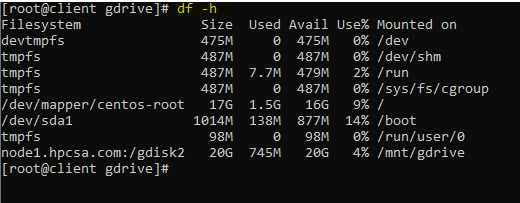 [root@client gdrive]# df -h
Filesystem Size Used Avail Use% Mounted on
devtmpfs 475M 0 475M 0% /dev
tmpfs 487M 0 487M 0% /dev/shm
tmpfs 487M 7.7M 479M 2% /run
tmpfs 487M 0 487M 0% /sys/fs/cgroup
/dev/mapper/centos-root 17G 1.5G 16G 9% /
/dev/sda1 1014M 138M 877M 14% /boot
tmpfs 98M 0 98M 0% /run/user/0
node1.hpcsa.com:/gdisk2 20G 745M 20G 4% /mnt/gdrive
[root@client gdrive]#